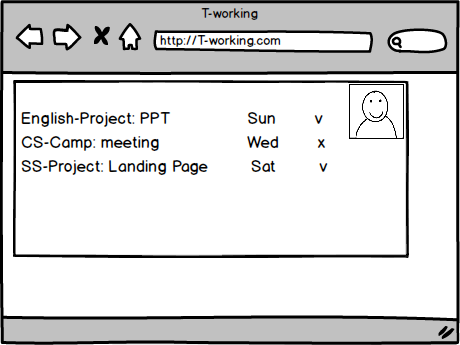 T-working
http://T-working.com
English-Project: PPT Sun v
CS-Camp: meeting Wed x
SS-Project: Landing Page Sat v